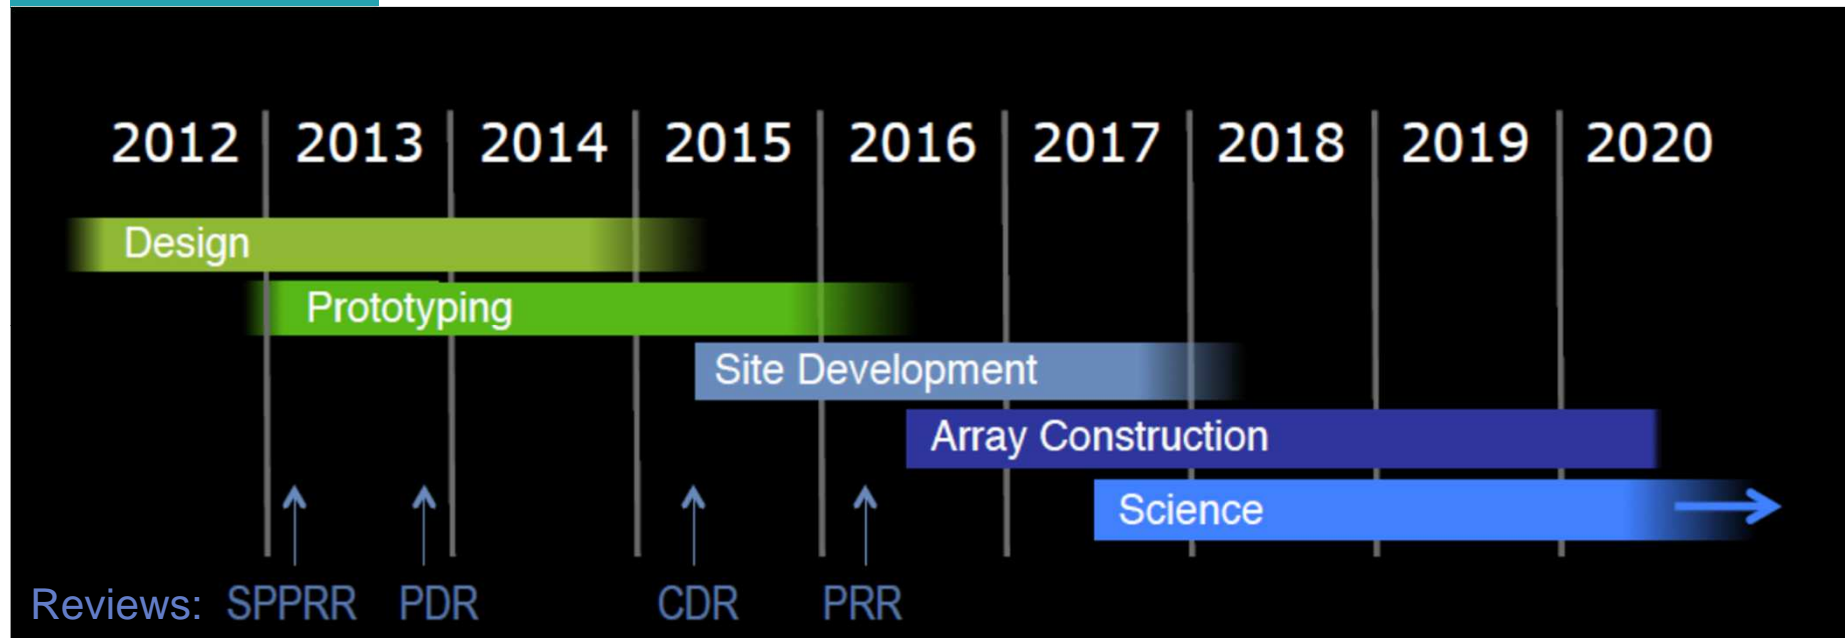 2012 2013 2014 2015 2016 2017 2018 2019 2020
Design
Prototyping
Site Development
Array Construction
Science
Reviews: SPPRR PDR CDR PRR